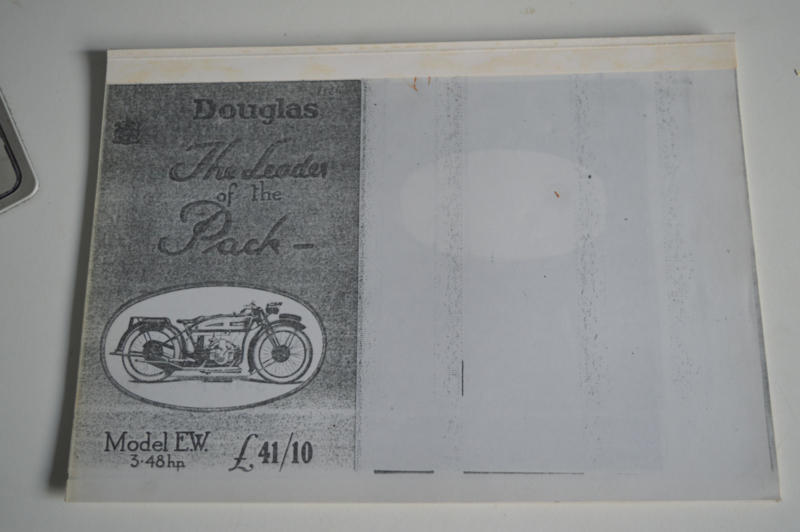 Douglas
The Leader
of the
Pack –
Model E.W.
3·48 hp
£41/10